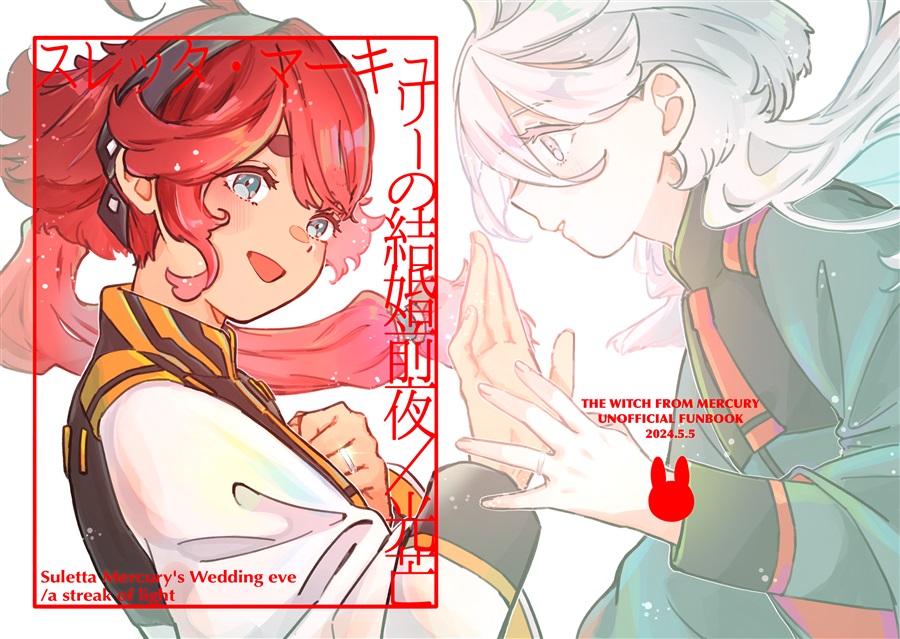 スレッタ・マーキュリーの結婚前夜/光芒
Suletta Mercury's Wedding eve
/a streak of light
THE WITCH FROM MERCURY
UNOFFICIAL FUNBOOK
2024.5.5